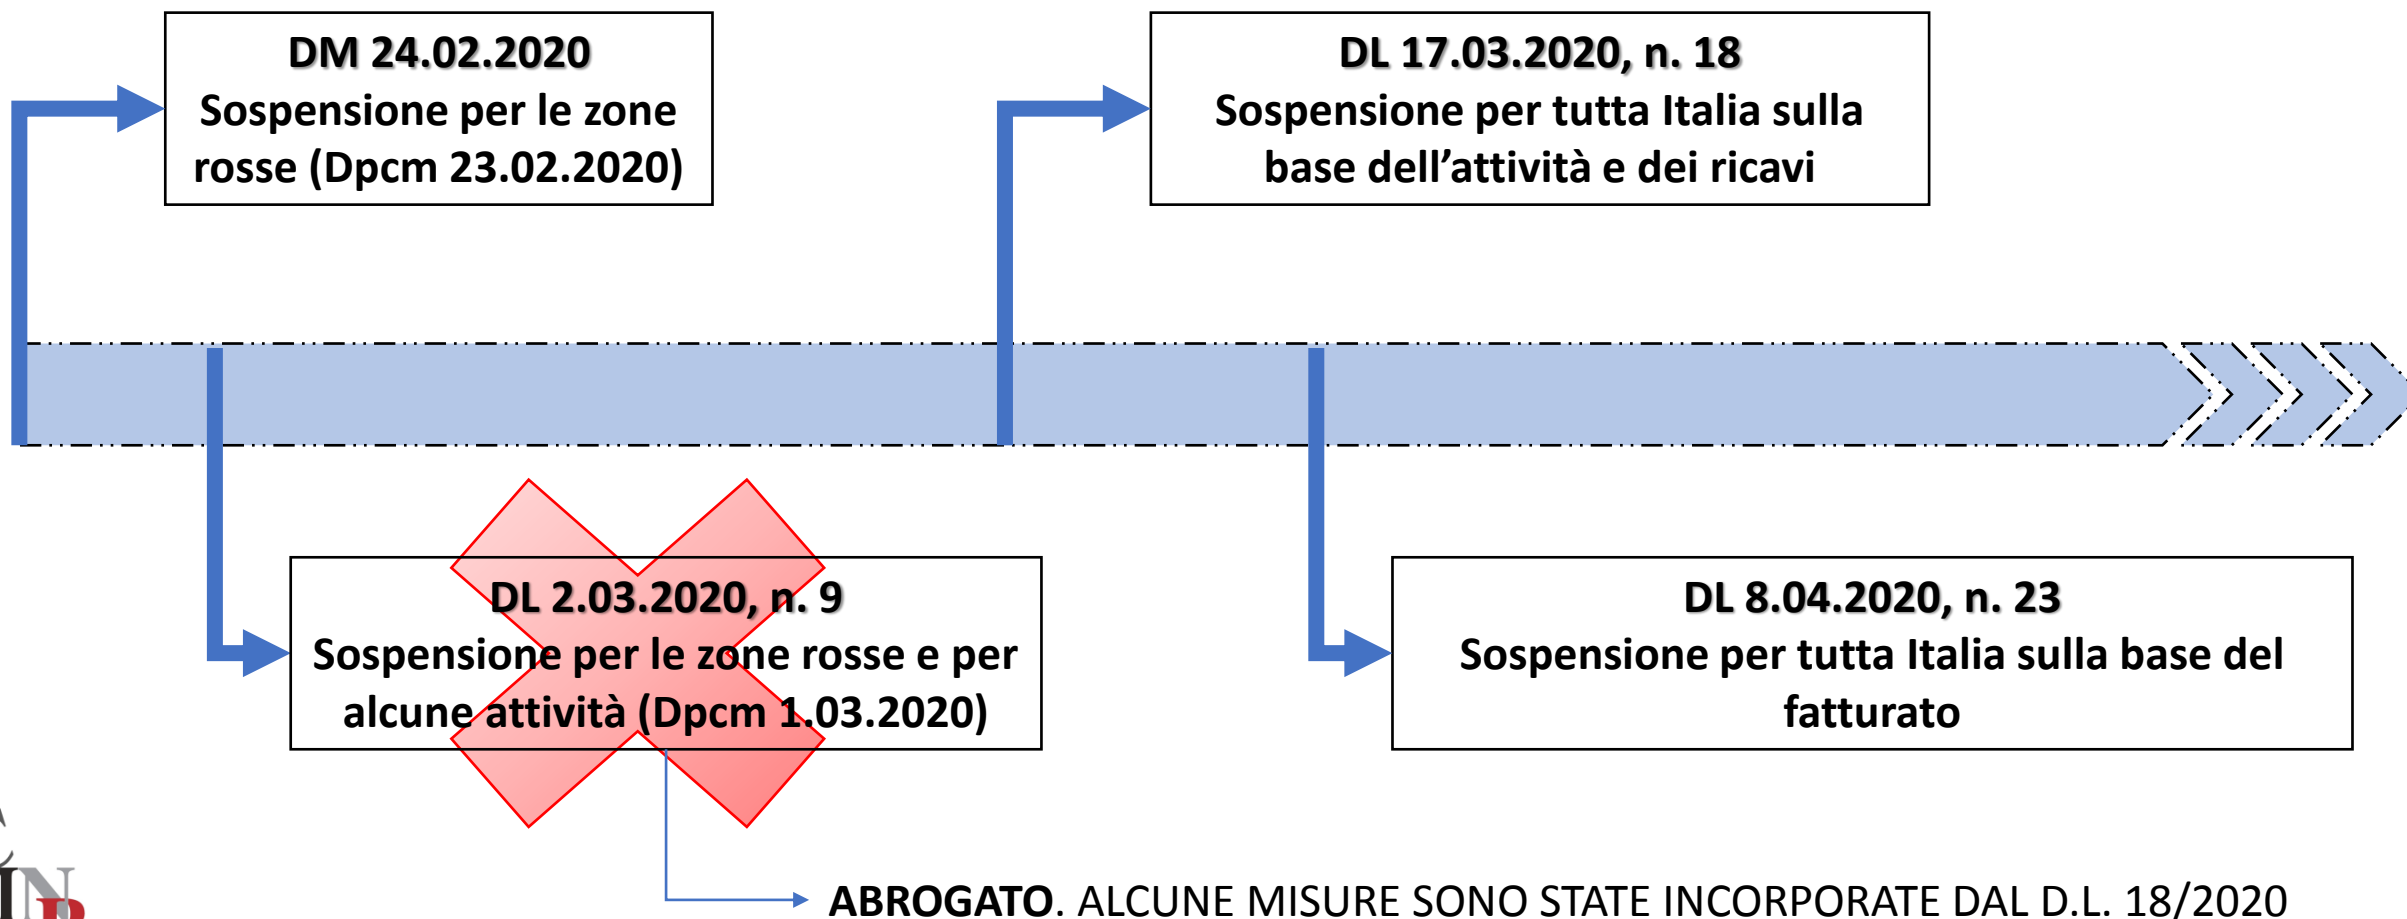 DM 24.02.2020
Sospensione per le zone
rosse (Dpcm 23.02.2020)
DL 17.03.2020, n. 18
Sospensione per tutta Italia sulla
base dell’attività e dei ricavi
DL 2.03.2020, n. 9
Sospensione per le zone rosse e per
alcune attività (Dpcm 1.03.2020)
DL 8.04.2020, n. 23
Sospensione per tutta Italia sulla base del
fatturato
ABROGATO. ALCUNE MISURE SONO STATE INCORPORATE DAL D.L. 18/2020